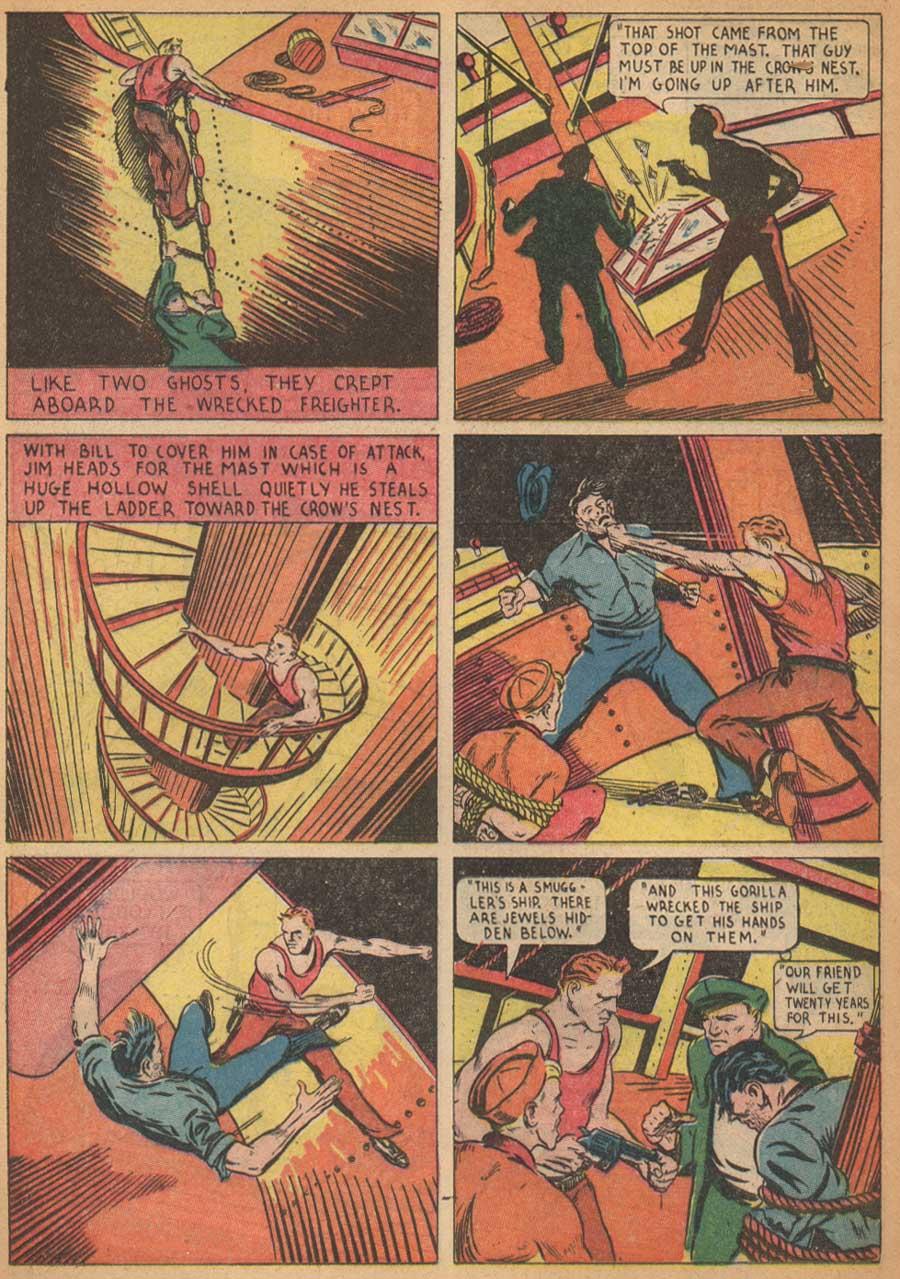 LIKE TWO GHOSTS, THEY CREPT
ABOARD THE WRECKED FREIGHTER.
"THAT SHOT CAME FROM THE
TOP OF THE MAST. THAT GUY
MUST BE UP IN THE CROW'S NEST.
I'M GOING UP AFTER HIM.
WITH BILL TO COVER HIM IN CASE OF ATTACK,
JIM HEADS FOR THE MAST WHICH IS A
HUGE HOLLOW SHELL QUIETLY HE STEALS
UP THE LADDER TOWARD THE CROW'S NEST.
"THIS IS A SMUGG-
LER'S SHIP. THERE
ARE JEWELS HID-
DEN BELOW."
"AND THIS GORILLA
WRECKED THE SHIP
TO GET HIS HANDS
ON THEM."
"OUR FRIEND
WILL GET
TWENTY YEARS
FOR THIS."